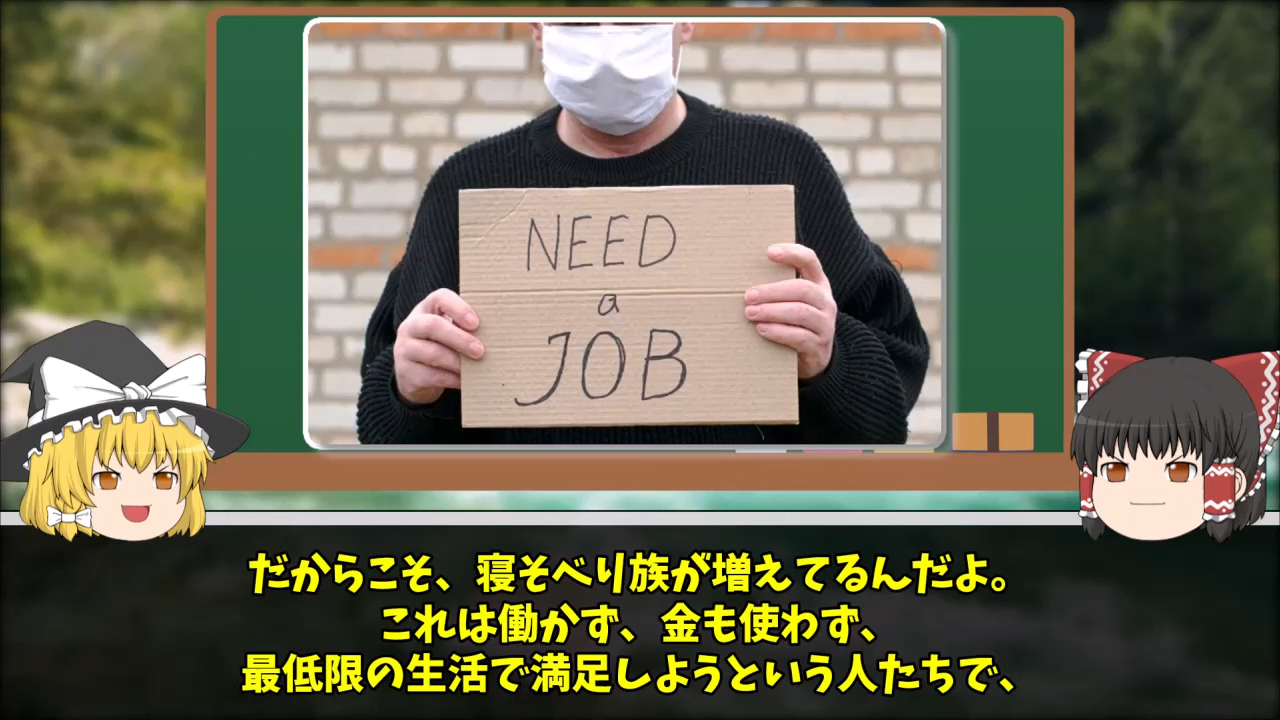 NEED
a
JOB
だからこそ、寝そべり族が増えてるんだよ。
これは働かず、金も使わず、
最低限の生活で満足しようという人たちで、